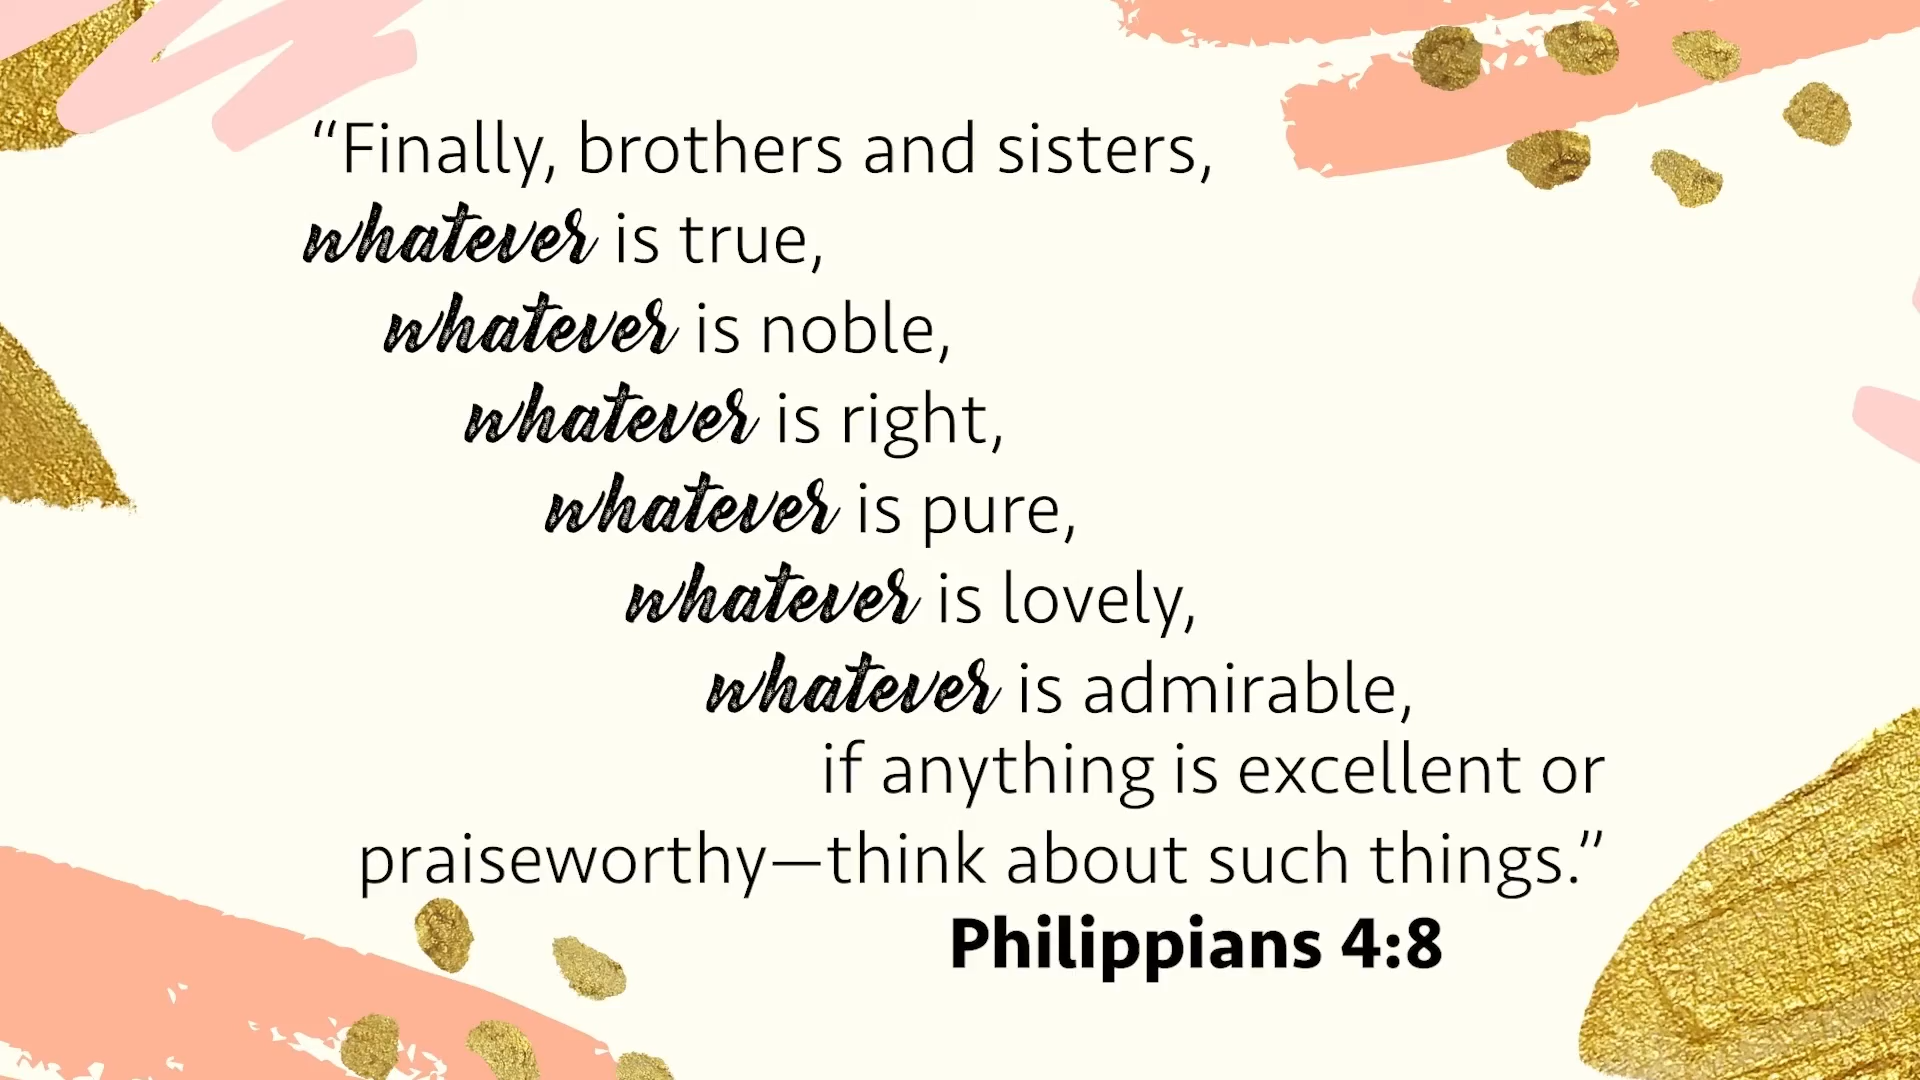 “Finally, brothers and sisters,
whatever is true,
whatever is noble,
whatever is right,
whatever is pure,
whatever is lovely,
whatever is admirable,
if anything is excellent or
praiseworthy—think about such things.”
Philippians 4:8